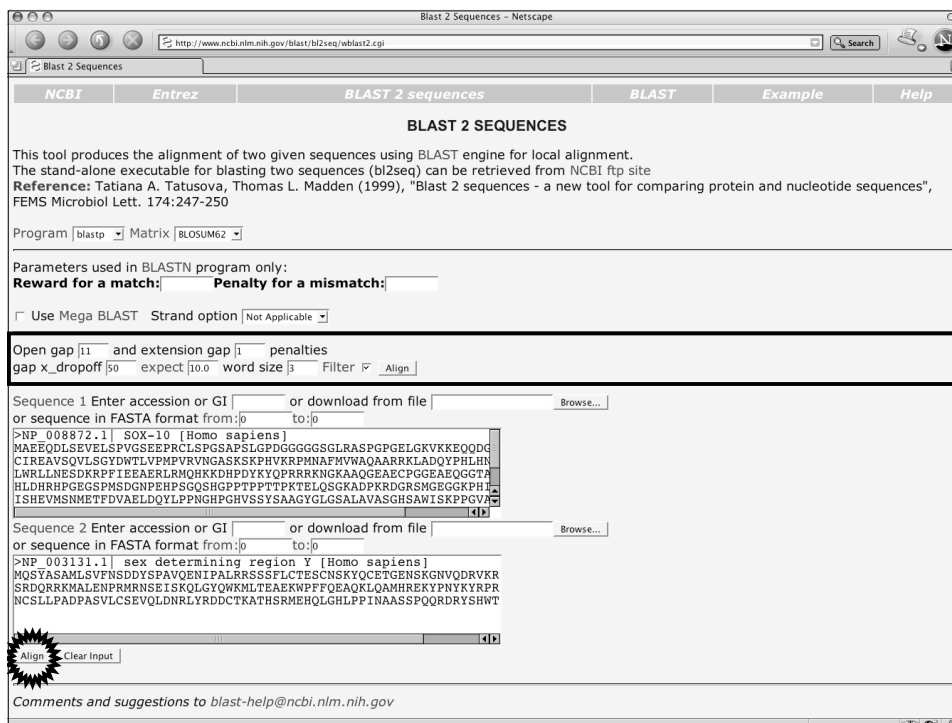 Blast 2 Sequences – Netscape
http://www.ncbi.nlm.nih.gov/blast/bl2seq/wblast2.cgi
Search
N
Blast 2 Sequences
NCBI Entrez BLAST 2 sequences BLAST Example Help
BLAST 2 SEQUENCES
This tool produces the alignment of two given sequences using BLAST engine for local alignment.
The stand-alone executable for blasting two sequences (bl2seq) can be retrieved from NCBI ftp site
Reference: Tatiana A. Tatusova, Thomas L. Madden (1999), "Blast 2 sequences - a new tool for comparing protein and nucleotide sequences",
FEMS Microbiol Lett. 174:247-250
Program blastp Matrix BLOSUM62
Parameters used in BLASTN program only:
Reward for a match: Penalty for a mismatch:
Use Mega BLAST Strand option Not Applicable
Open gap 11 and extension gap 1 penalties
gap x_dropoff 50 expect 10.0 word size 3 Filter Align
Sequence 1 Enter accession or GI or download from file Browse...
or sequence in FASTA format from: 0 to: 0
>NP_008872.1| SOX-10 [Homo sapiens]
MAEEQDLSEVELSPVGSEEPRCLSPGSAPSLGPDGGGGGSGLRASPGPGELGKVKKEQQDG
CIREAVSQVLSGYDWTLVPMPVRVNGASKSKPHVKRPMNAFMVWAQAARRKLADQYPHLHN
LWRLLNESDKRPFIEEAERLRMQHKKDHPDYKYQPRRRKNGKAAQGEAECPGGEAEQGGTA
HLDHRHPGEGSPMSDGNPEHPSGQSHGPPTPPTTPKTELQSGKADPKRDGRSMGEGGKPHI
ISHEVMSNMETFDVAELDQYLPPNGHPGHVSSYSAAGYGLGSALAVASGHSAWISKPPGVA
Sequence 2 Enter accession or GI or download from file Browse...
or sequence in FASTA format from: 0 to: 0
>NP_003131.1| sex determining region Y [Homo sapiens]
MQSYASAMLSVFNSDDYSPAVQENIPALRRSSSFLCTESCNSKYQCETGENSKGNVQDRVKR
SRDQRRKMALENPRMRNSEISKQLGYQWKMLTEAEKWPFFQEAQKLQAMHREKYPNYKYRPR
NCSLLPADPASVLCSEVQLDNRLYRDDCTKATHSRMEHQLGHLPPINAASSPQQRDRYSHWT
Align Clear Input
Comments and suggestions to blast-help@ncbi.nlm.nih.gov